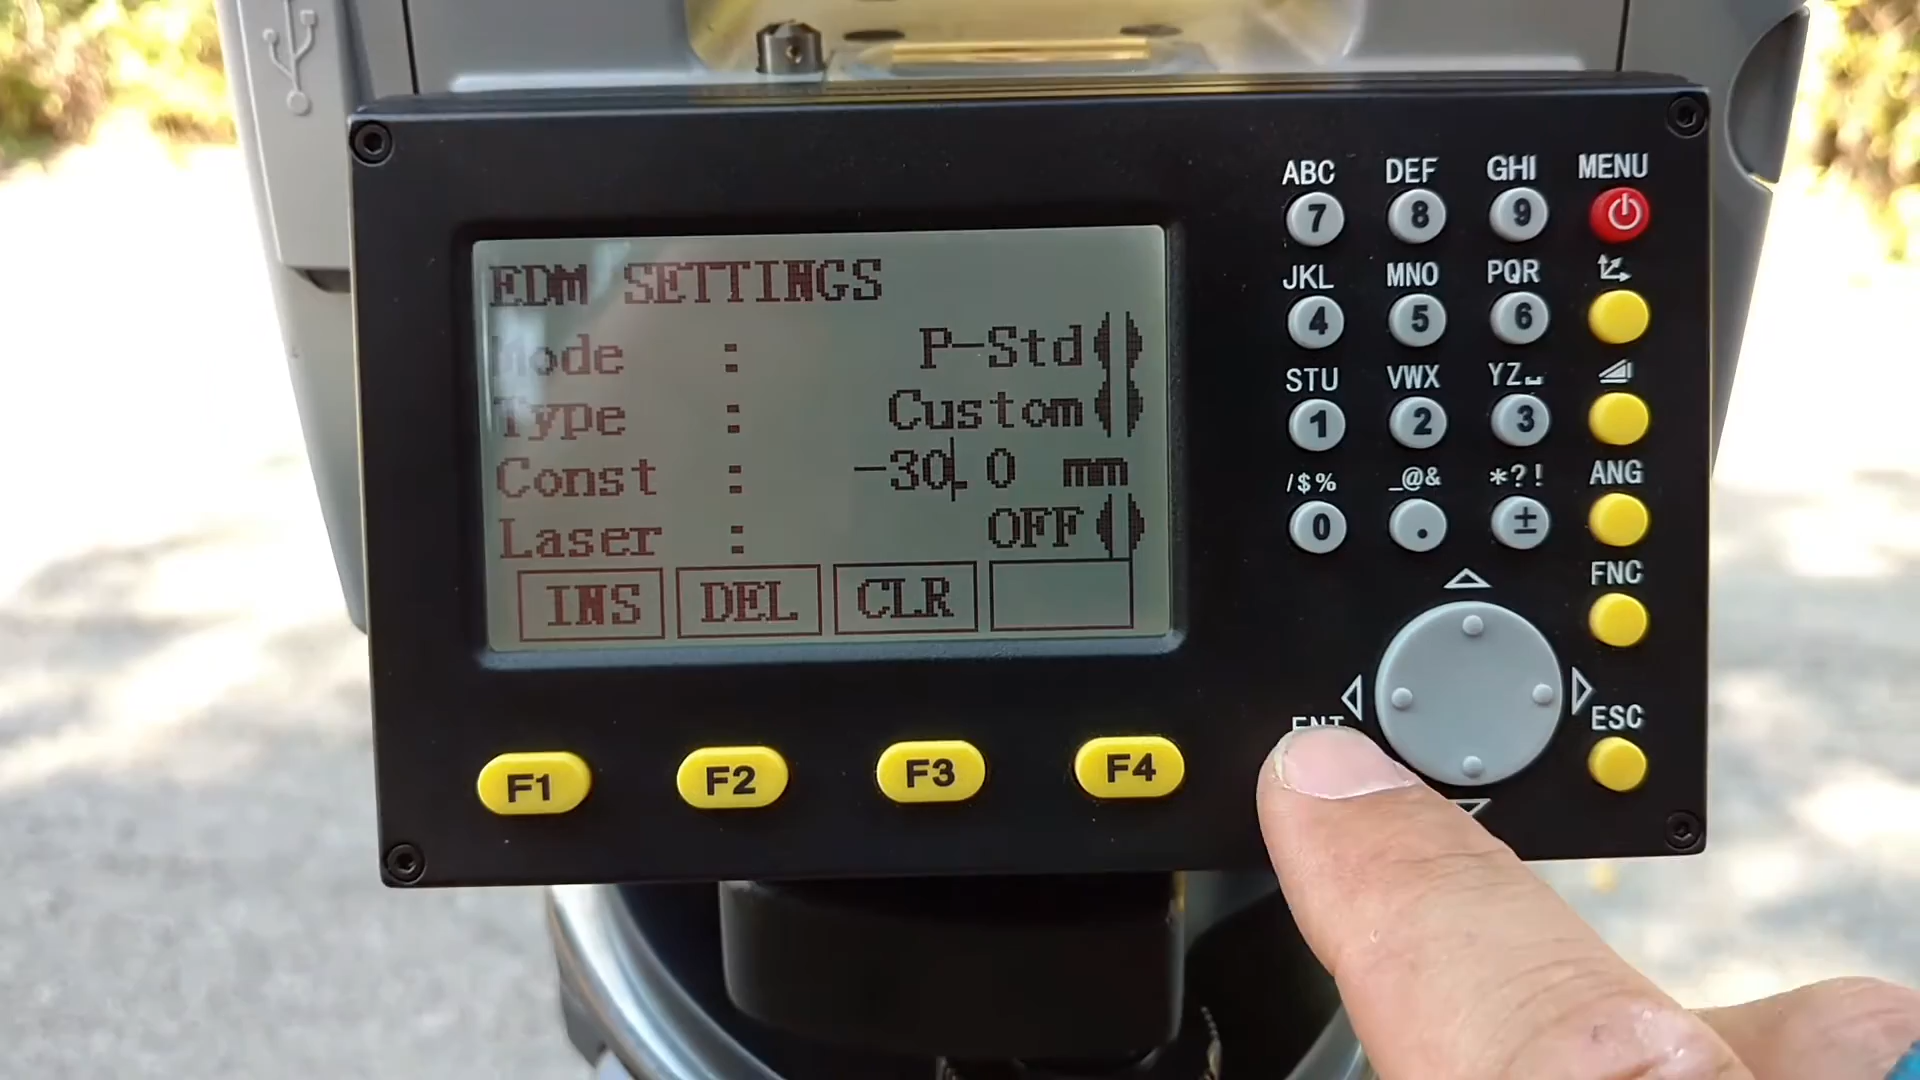 EDM SETTINGS
Mode : P-Std
Type : Custom
Const : -30.0 mm
Laser : OFF
INS DEL CLR
F1 F2 F3 F4
ABC DEF GHI MENU
7 8 9
JKL MNO PQR
4 5 6
STU VWX YZ␣
1 2 3
/$% _@& *?! ANG
0 . ±
FNC
ENT
ESC